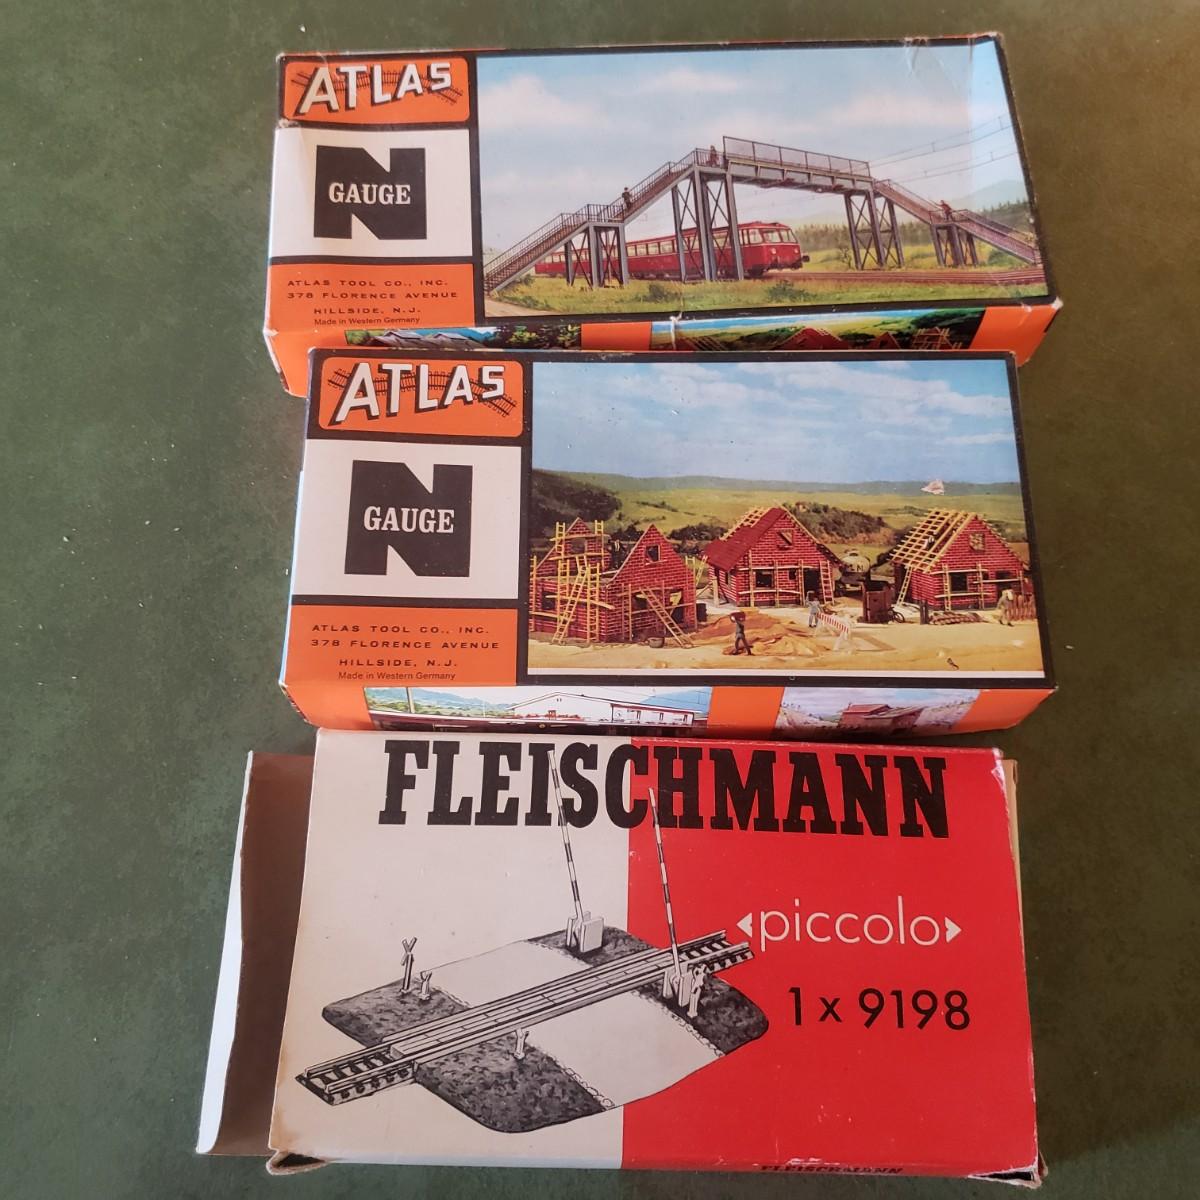 ATLAS
N
GAUGE
ATLAS TOOL CO., INC.
378 FLORENCE AVENUE
HILLSIDE, N.J.
Made in Western Germany
ATLAS
N
GAUGE
ATLAS TOOL CO., INC.
378 FLORENCE AVENUE
HILLSIDE, N.J.
Made in Western Germany
FLEISCHMANN
piccolo
1 x 9198
FLEISCHMANN